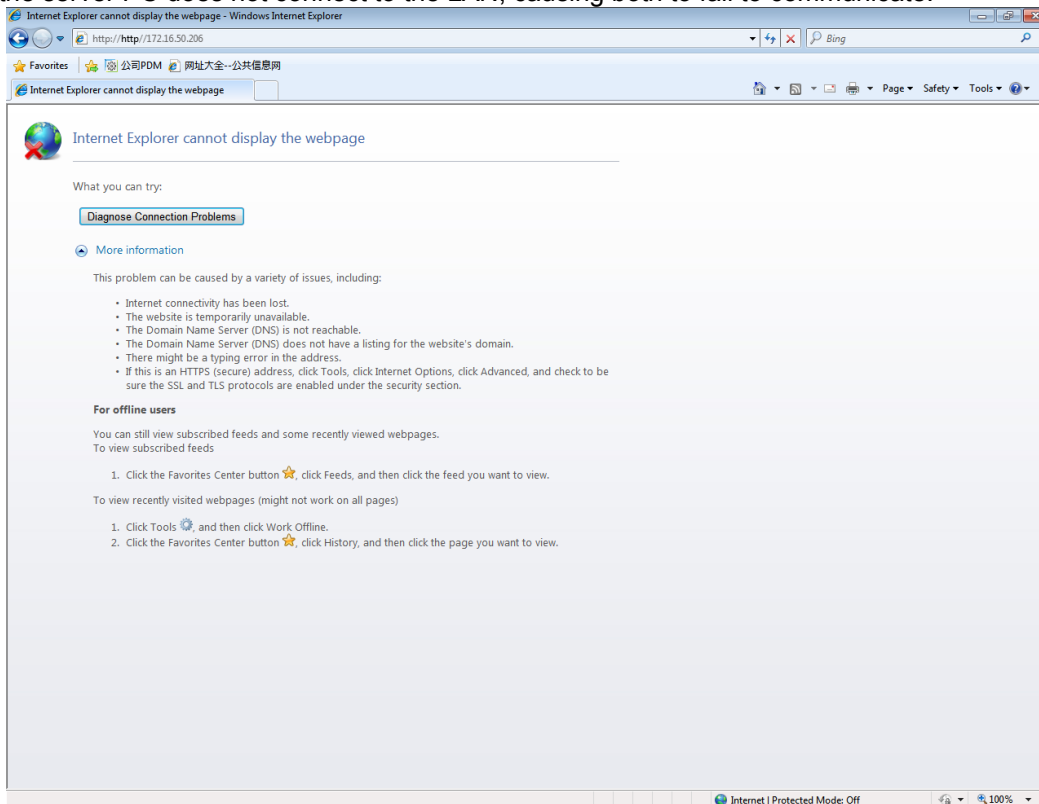 the server PC does not connect to the LAN, causing both to fail to communicate.
Internet Explorer cannot display the webpage - Windows Internet Explorer
http://http//172.16.50.206
Bing
Favorites 公司PDM 网址大全--公共信息网
Internet Explorer cannot display the webpage
Page Safety Tools
Internet Explorer cannot display the webpage
What you can try:
Diagnose Connection Problems
More information
This problem can be caused by a variety of issues, including:
• Internet connectivity has been lost.
• The website is temporarily unavailable.
• The Domain Name Server (DNS) is not reachable.
• The Domain Name Server (DNS) does not have a listing for the website's domain.
• There might be a typing error in the address.
• If this is an HTTPS (secure) address, click Tools, click Internet Options, click Advanced, and check to be
sure the SSL and TLS protocols are enabled under the security section.
For offline users
You can still view subscribed feeds and some recently viewed webpages.
To view subscribed feeds
1. Click the Favorites Center button , click Feeds, and then click the feed you want to view.
To view recently visited webpages (might not work on all pages)
1. Click Tools , and then click Work Offline.
2. Click the Favorites Center button , click History, and then click the page you want to view.
Internet | Protected Mode: Off
100%